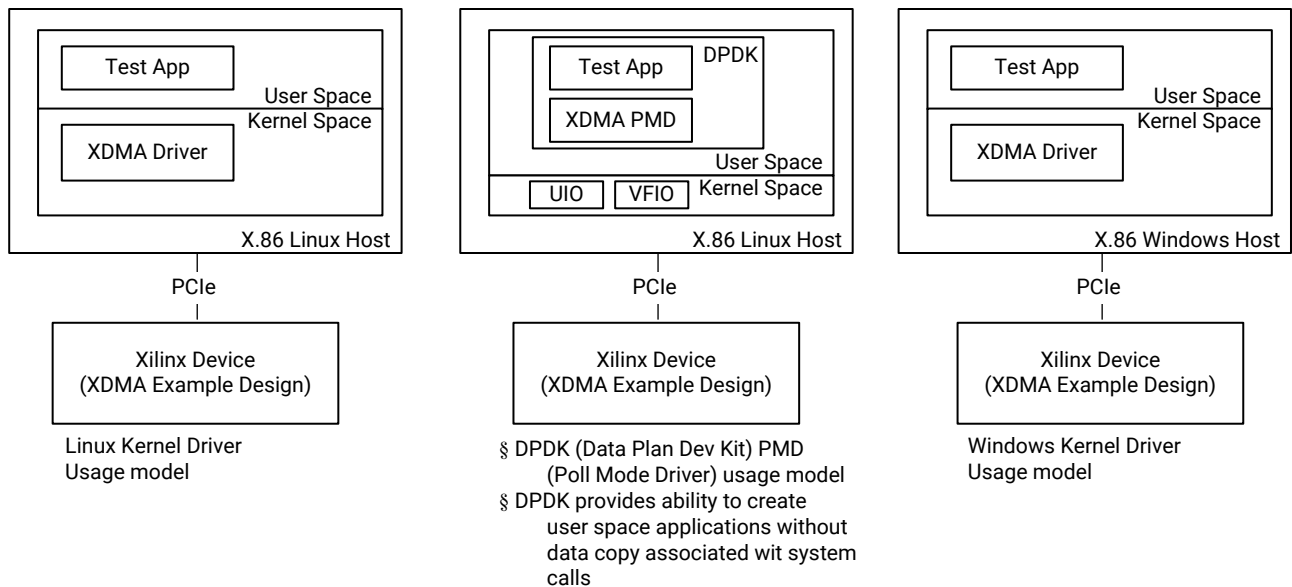 Test App
User Space
Kernel Space
XDMA Driver
X.86 Linux Host
PCIe
Xilinx Device
(XDMA Example Design)
Linux Kernel Driver
Usage model
DPDK
Test App
XDMA PMD
User Space
Kernel Space
UIO
VFIO
X.86 Linux Host
PCIe
Xilinx Device
(XDMA Example Design)
§ DPDK (Data Plan Dev Kit) PMD
(Poll Mode Driver) usage model
§ DPDK provides ability to create
user space applications without
data copy associated wit system
calls
Test App
User Space
Kernel Space
XDMA Driver
X.86 Windows Host
PCIe
Xilinx Device
(XDMA Example Design)
Windows Kernel Driver
Usage model